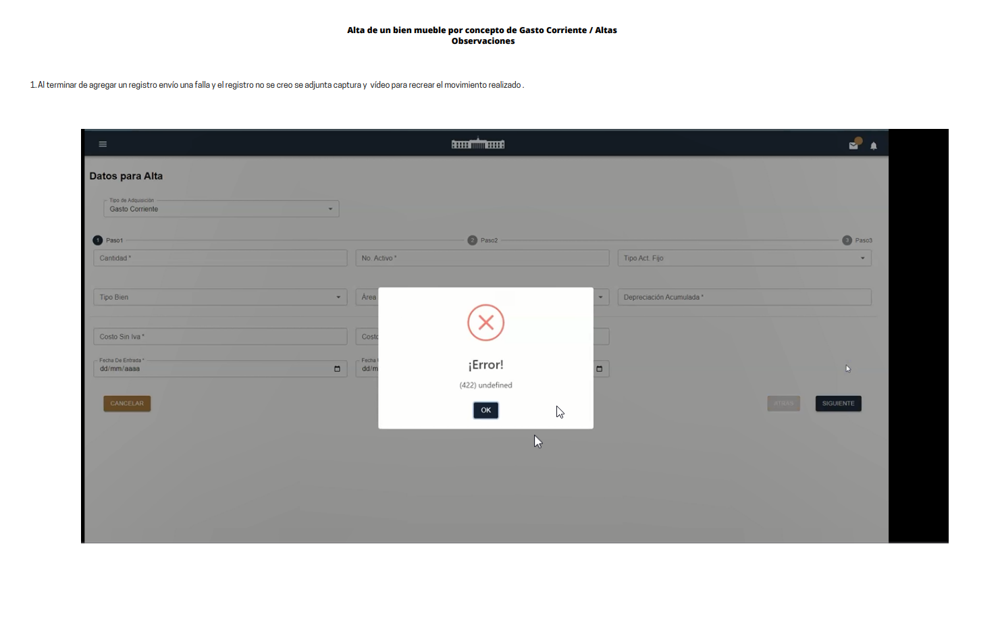 Alta de un bien mueble por concepto de Gasto Corriente / Altas
Observaciones
1. Al terminar de agregar un registro envío una falla y el registro no se creo se adjunta captura y vídeo para recrear el movimiento realizado .
Datos para Alta
Tipo de Adquisición
Gasto Corriente
1 Paso1 2 Paso2 3 Paso3
Cantidad * No. Activo * Tipo Act. Fijo
Tipo Bien Área Depreciación Acumulada *
Costo Sin Iva * Costo
Fecha De Entrada * Fecha
dd/mm/aaaa dd/m
¡Error!
(422) undefined
OK
CANCELAR ATRÁS SIGUIENTE